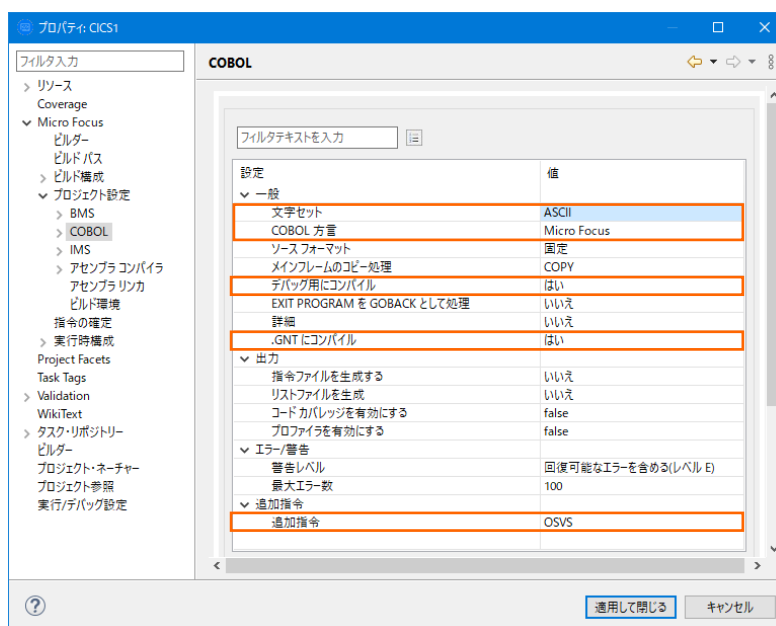 プロパティ: CICS1
フィルタ入力
リソース
Coverage
Micro Focus
ビルダー
ビルド パス
ビルド構成
プロジェクト設定
BMS
COBOL
IMS
アセンブラ コンパイラ
アセンブラ リンカ
ビルド環境
指令の確定
実行時構成
Project Facets
Task Tags
Validation
WikiText
タスク・リポジトリー
ビルダー
プロジェクト・ネーチャー
プロジェクト参照
実行/デバッグ設定
COBOL
フィルタテキストを入力
設定 値
一般
文字セット ASCII
COBOL 方言 Micro Focus
ソース フォーマット 固定
メインフレームのコピー処理 COPY
デバッグ用にコンパイル はい
EXIT PROGRAM を GOBACK として処理 いいえ
詳細 いいえ
.GNT にコンパイル はい
出力
指令ファイルを生成する いいえ
リストファイルを生成 いいえ
コード カバレッジを有効にする false
プロファイラを有効にする false
エラー/警告
警告レベル 回復可能なエラーを含める(レベル E)
最大エラー数 100
追加指令
追加指令 OSVS
適用して閉じる キャンセル